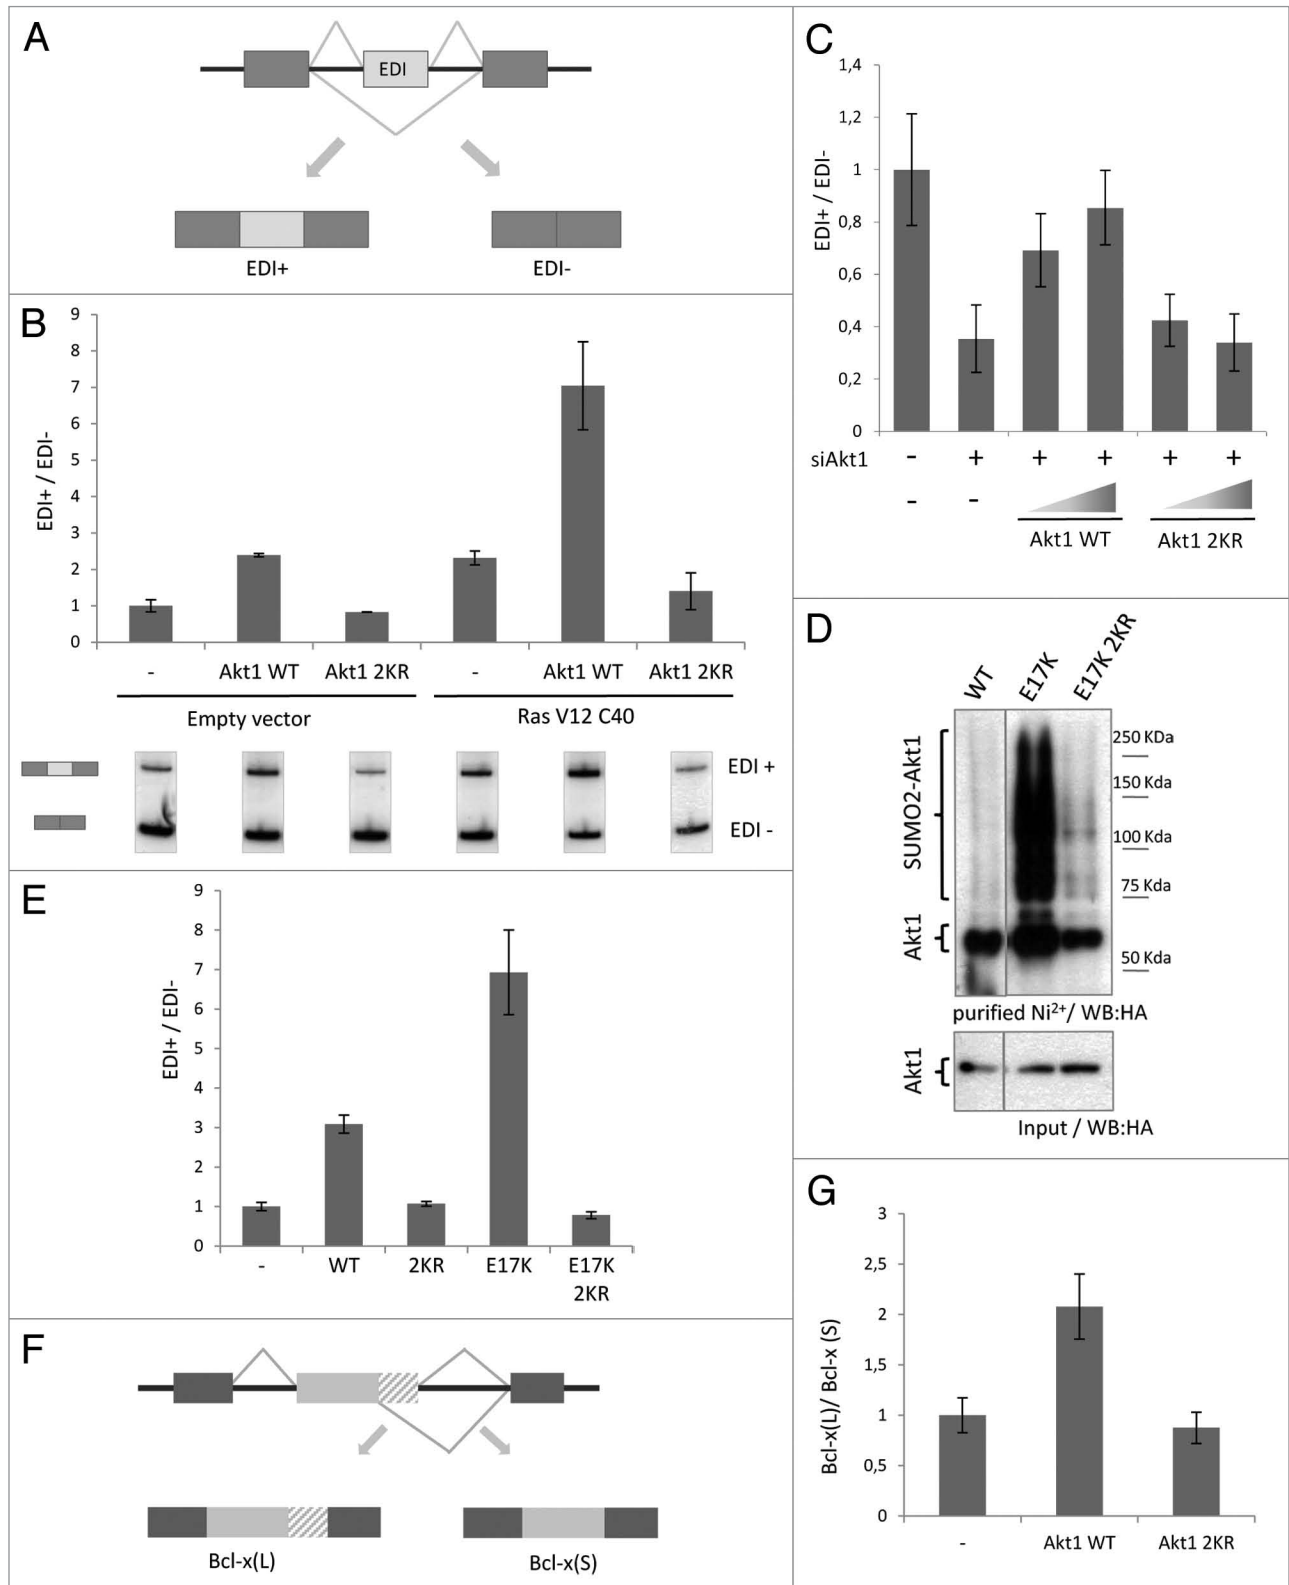 A
EDI
EDI+
EDI-
B
EDI+ / EDI-
9
8
7
6
5
4
3
2
1
0
-
Akt1 WT
Akt1 2KR
-
Akt1 WT
Akt1 2KR
Empty vector
Ras V12 C40
EDI +
EDI -
C
EDI+ / EDI-
1,4
1,2
1
0,8
0,6
0,4
0,2
0
siAkt1 - + + + + +
- -
Akt1 WT
Akt1 2KR
D
WT
E17K
E17K 2KR
SUMO2-Akt1
Akt1
250 KDa
150 Kda
100 Kda
75 Kda
50 Kda
purified Ni²⁺/ WB:HA
Akt1
Input / WB:HA
E
EDI+ / EDI-
9
8
7
6
5
4
3
2
1
0
-
WT
2KR
E17K
E17K
2KR
F
Bcl-x(L)
Bcl-x(S)
G
Bcl-x(L)/ Bcl-x (S)
3
2,5
2
1,5
1
0,5
0
-
Akt1 WT
Akt1 2KR